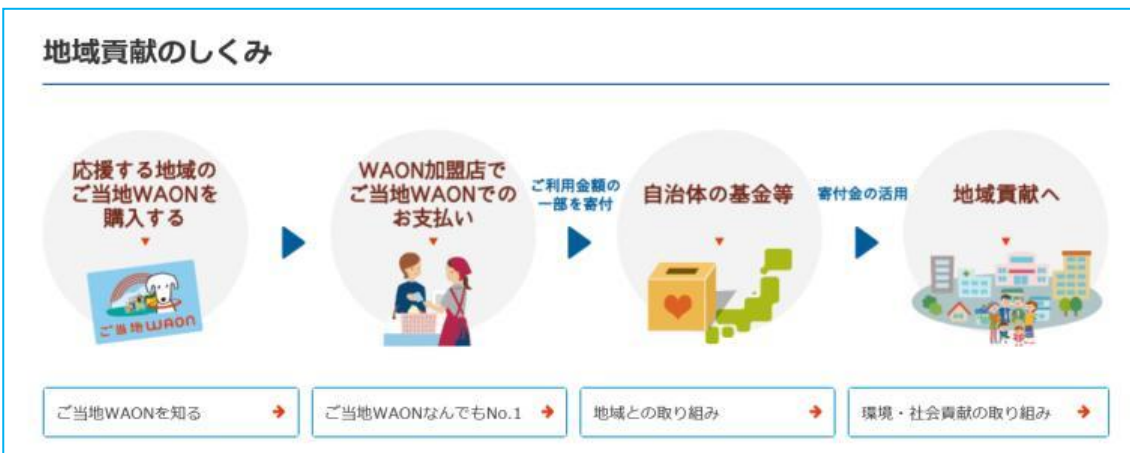 地域貢献のしくみ
応援する地域の
ご当地WAONを
購入する
ご当地WAON
WAON加盟店で
ご当地WAONでの
お支払い
ご利用金額の
一部を寄付
自治体の基金等
寄付金の活用
地域貢献へ
ご当地WAONを知る
ご当地WAONなんでもNo.1
地域との取り組み
環境・社会貢献の取り組み